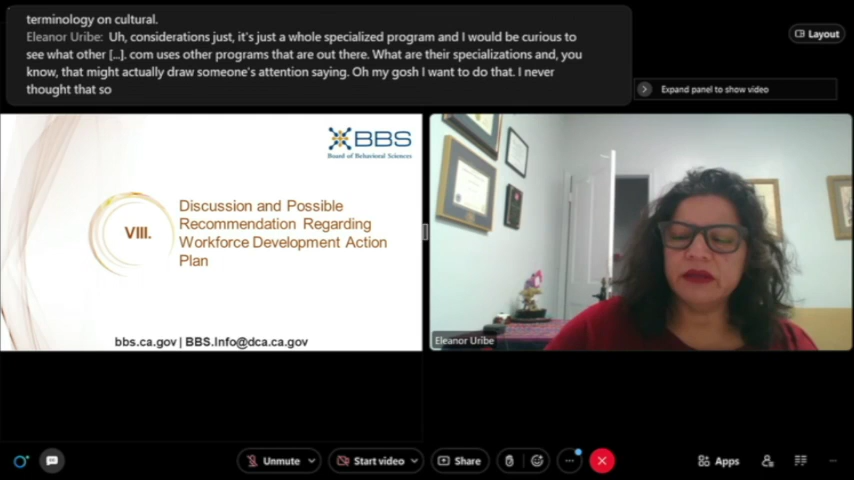 terminology on cultural.
Eleanor Uribe: Uh, considerations just, it's just a whole specialized program and I would be curious to
see what other [...]. com uses other programs that are out there. What are their specializations and, you
know, that might actually draw someone's attention saying. Oh my gosh I want to do that. I never
thought that so
Layout
Expand panel to show video
BBS
Board of Behavioral Sciences
VIII.
Discussion and Possible
Recommendation Regarding
Workforce Development Action
Plan
bbs.ca.gov | BBS.Info@dca.ca.gov
Eleanor Uribe
Unmute
Start video
Share
Apps